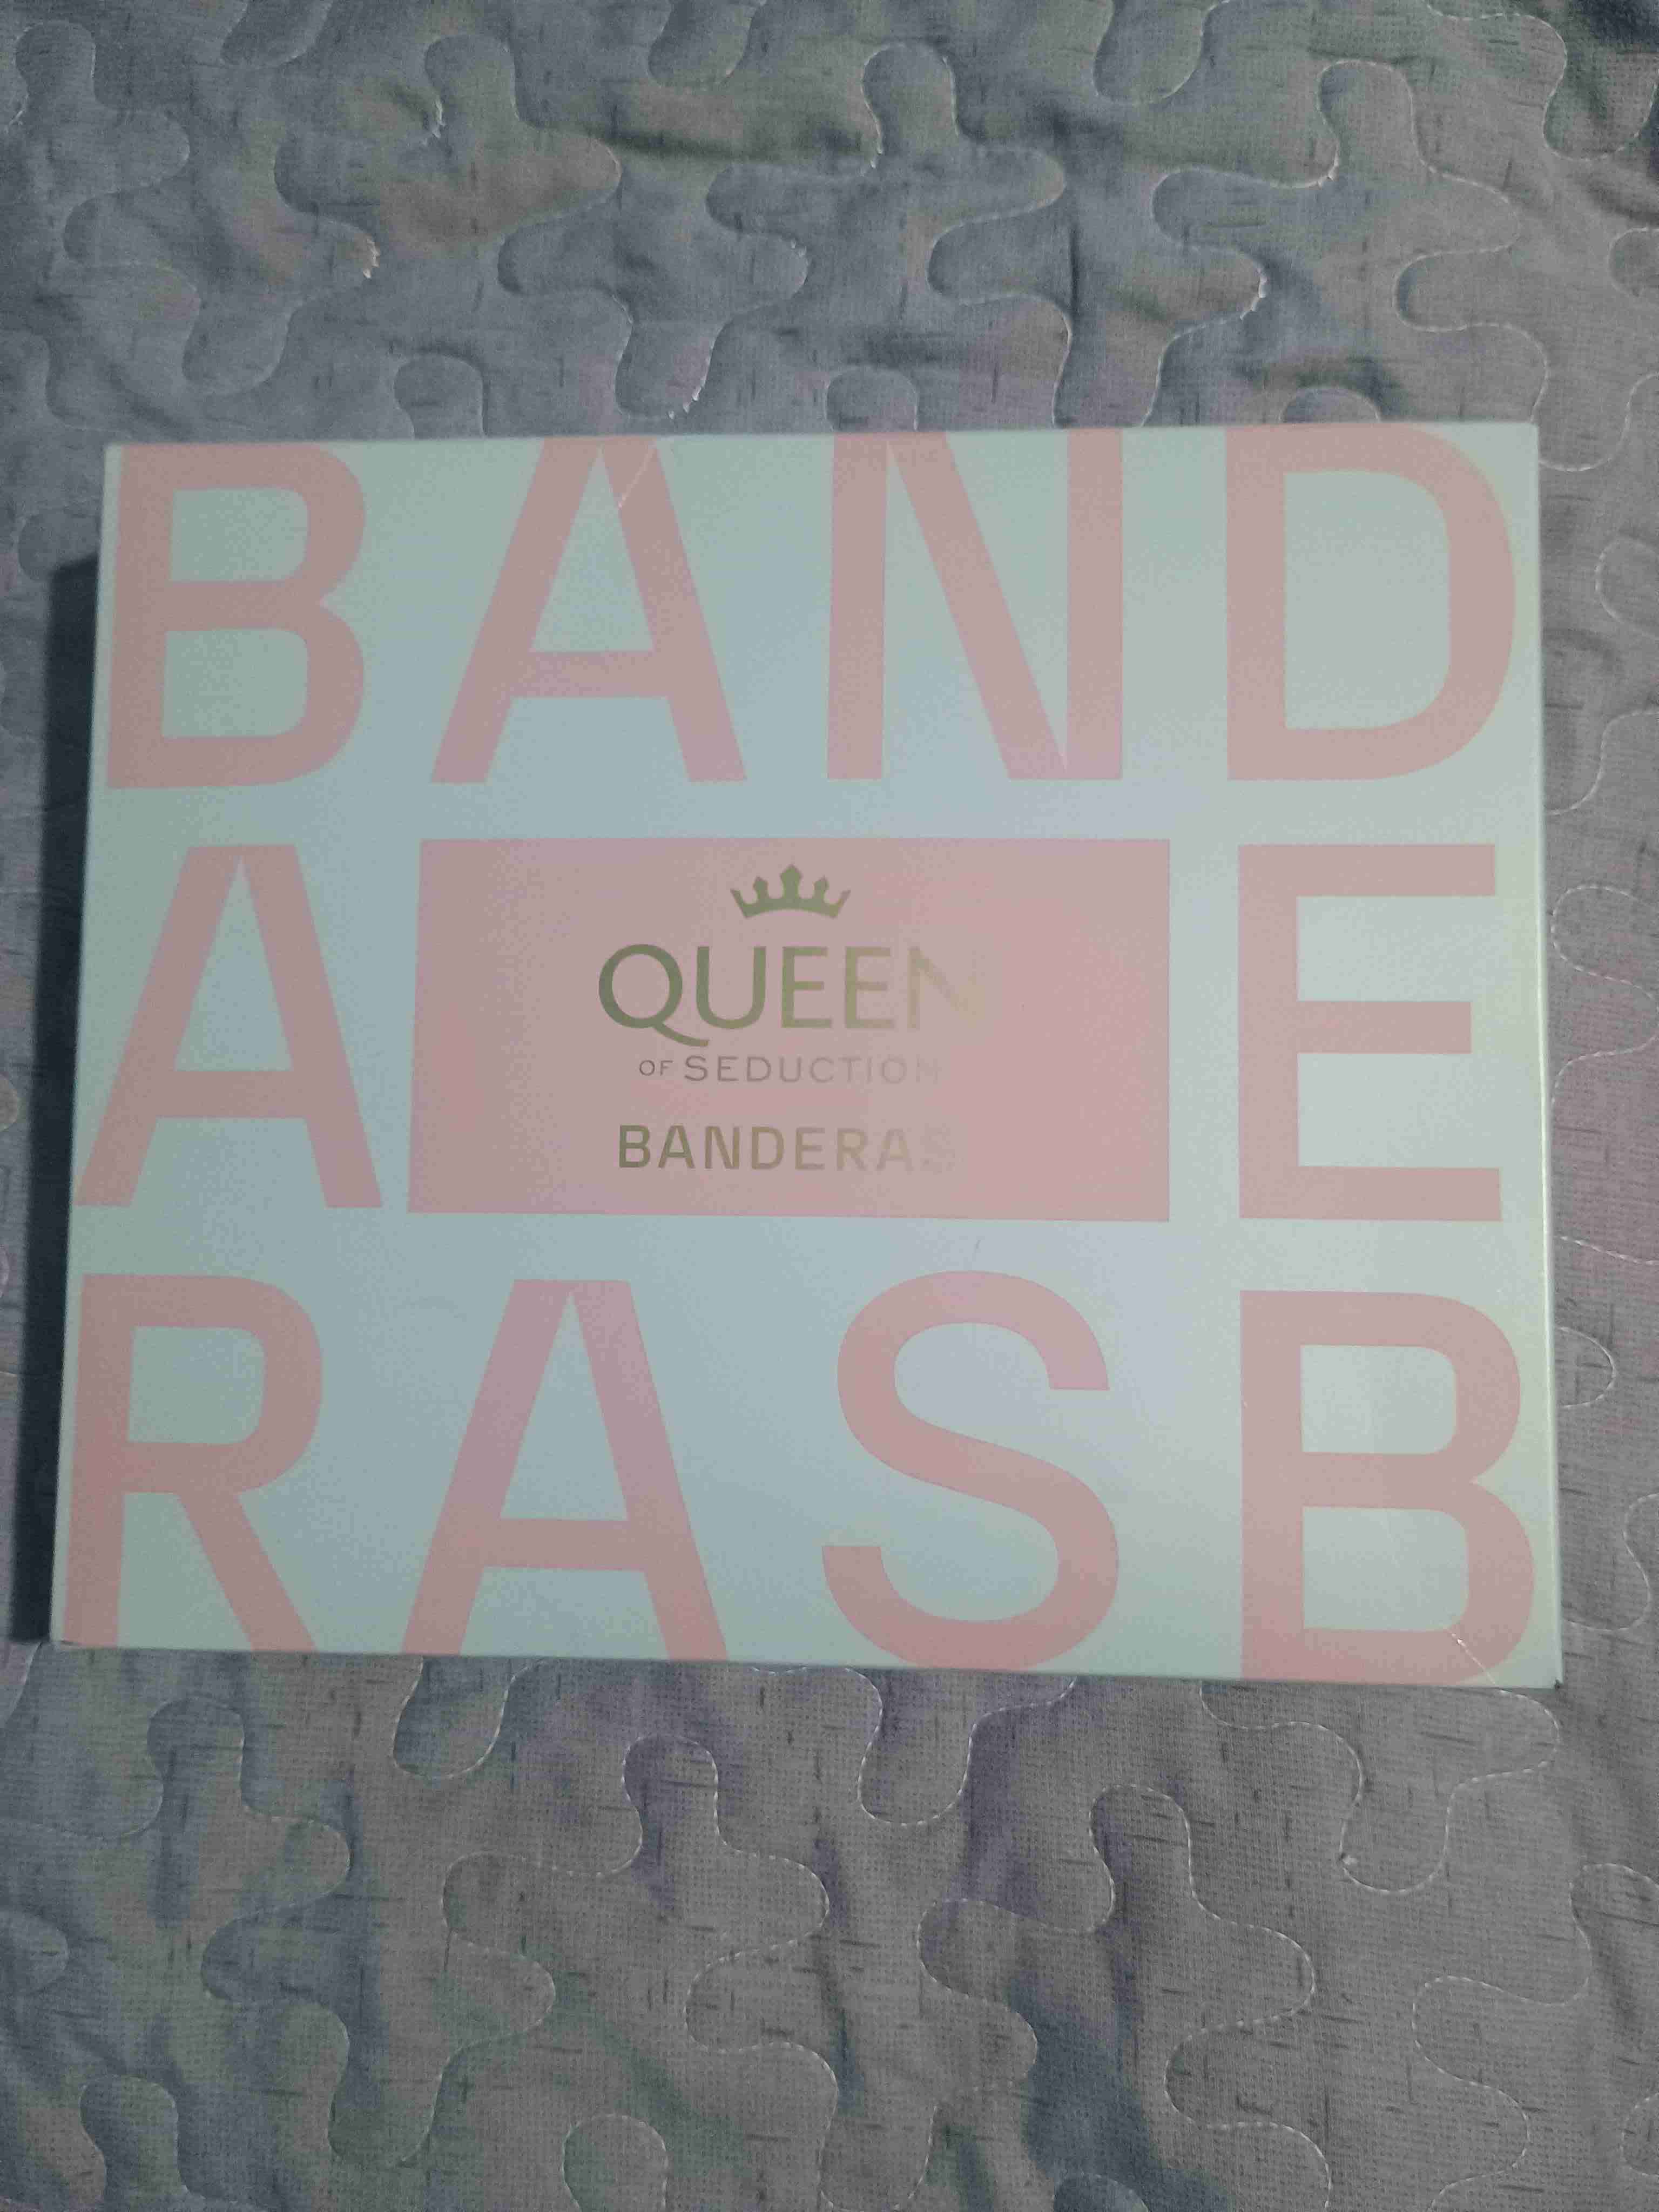 BAND
A E
QUEEN
OF SEDUCTION
BANDERAS
RASB